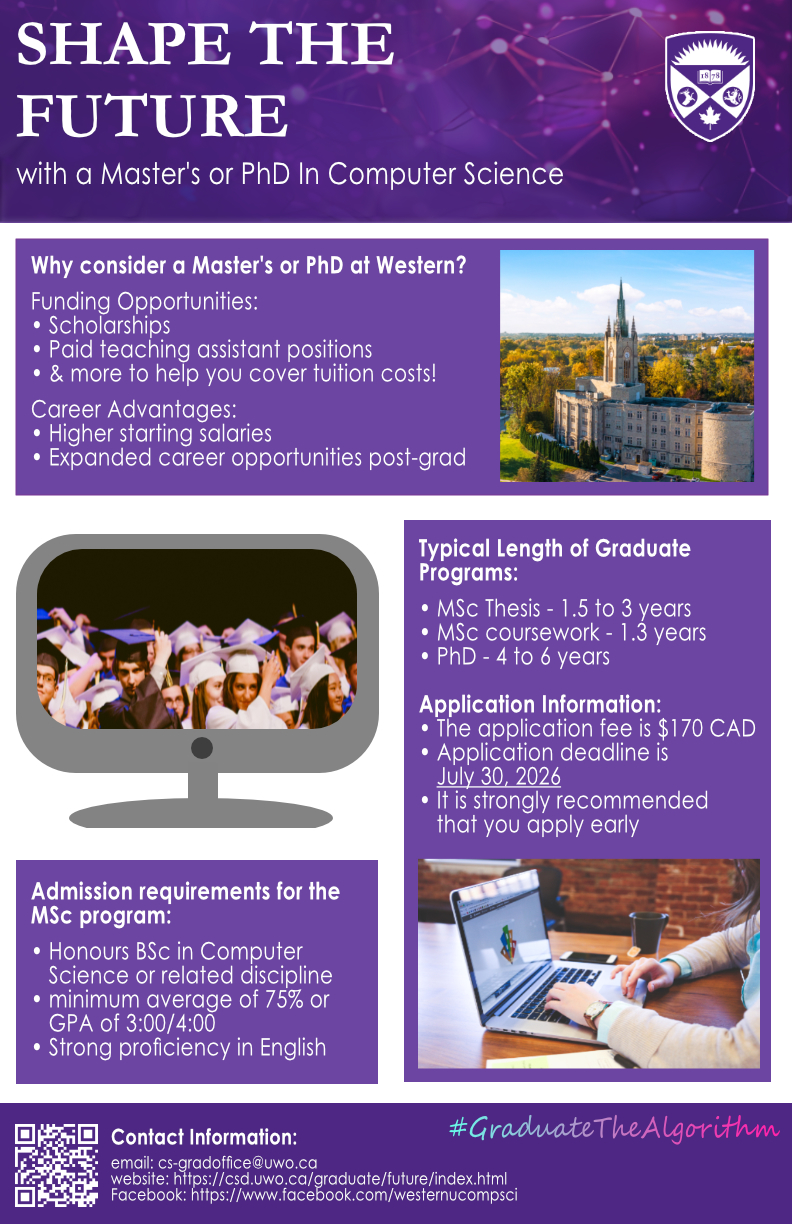 SHAPE THE
FUTURE
with a Master's or PhD In Computer Science
1878
Why consider a Master's or PhD at Western?
Funding Opportunities:
• Scholarships
• Paid teaching assistant positions
• & more to help you cover tuition costs!
Career Advantages:
• Higher starting salaries
• Expanded career opportunities post-grad
Typical Length of Graduate
Programs:
• MSc Thesis - 1.5 to 3 years
• MSc coursework - 1.3 years
• PhD - 4 to 6 years
Application Information:
• The application fee is $170 CAD
• Application deadline is
July 30, 2026
• It is strongly recommended
that you apply early
Admission requirements for the
MSc program:
• Honours BSc in Computer
Science or related discipline
• minimum average of 75% or
GPA of 3:00/4:00
• Strong proficiency in English
#GraduateTheAlgorithm
Contact Information:
email: cs-gradoffice@uwo.ca
website: https://csd.uwo.ca/graduate/future/index.html
Facebook: https://www.facebook.com/westernucompsci